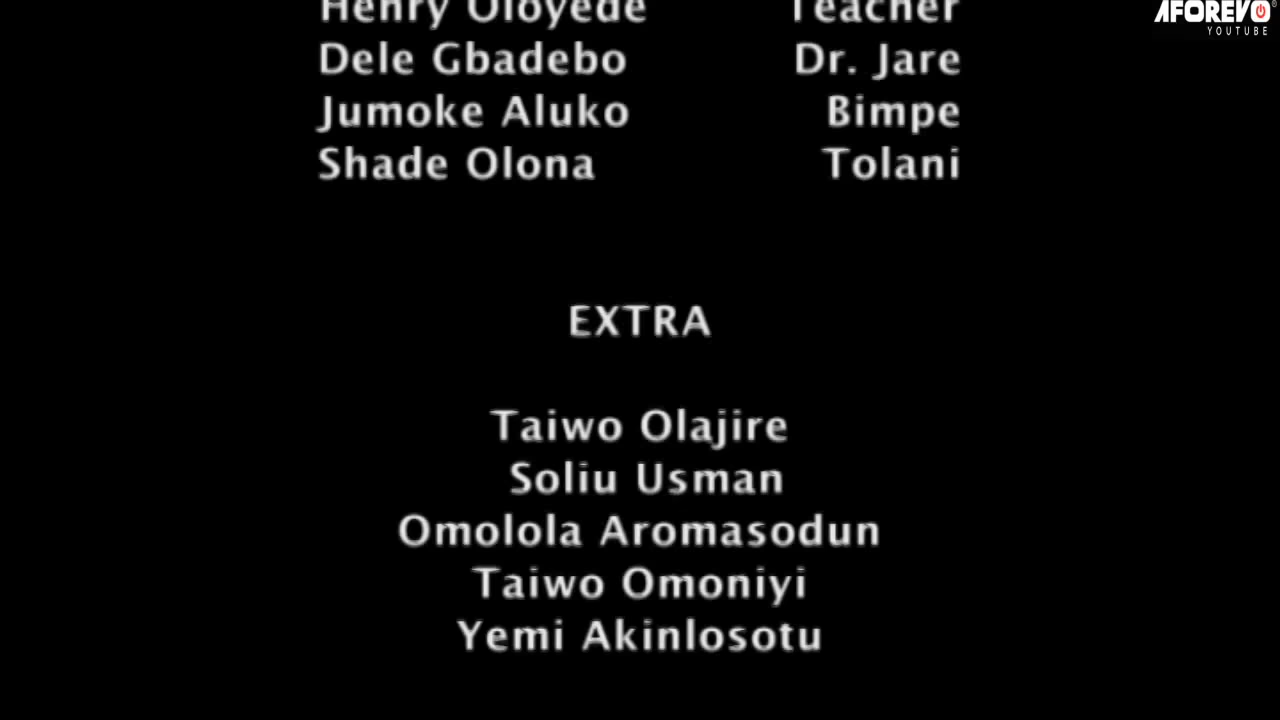 AFOREVO
YOUTUBE
Henry Oloyede Teacher
Dele Gbadebo Dr. Jare
Jumoke Aluko Bimpe
Shade Olona Tolani
EXTRA
Taiwo Olajire
Soliu Usman
Omolola Aromasodun
Taiwo Omoniyi
Yemi Akinlosotu